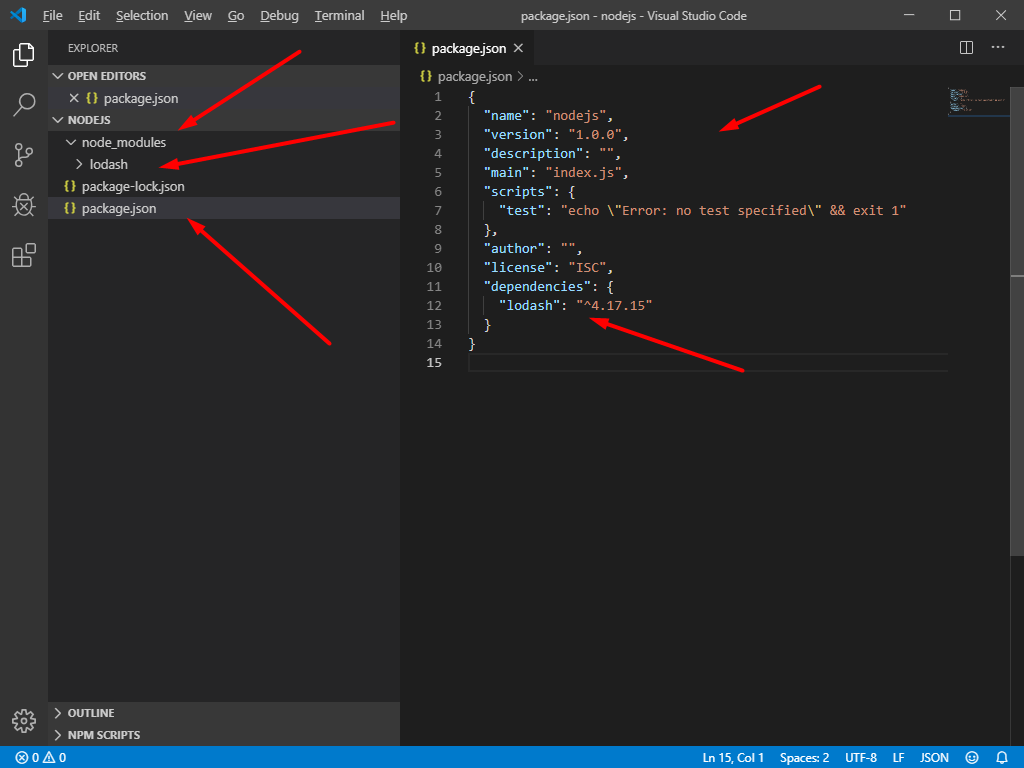 File Edit Selection View Go Debug Terminal Help package.json - nodejs - Visual Studio Code
EXPLORER
OPEN EDITORS
package.json
NODEJS
node_modules
lodash
package-lock.json
package.json
OUTLINE
NPM SCRIPTS
package.json
package.json > ...
1 {
2 "name": "nodejs",
3 "version": "1.0.0",
4 "description": "",
5 "main": "index.js",
6 "scripts": {
7 "test": "echo \"Error: no test specified\" && exit 1"
8 },
9 "author": "",
10 "license": "ISC",
11 "dependencies": {
12 "lodash": "^4.17.15"
13 }
14 }
15
0 0 Ln 15, Col 1 Spaces: 2 UTF-8 LF JSON